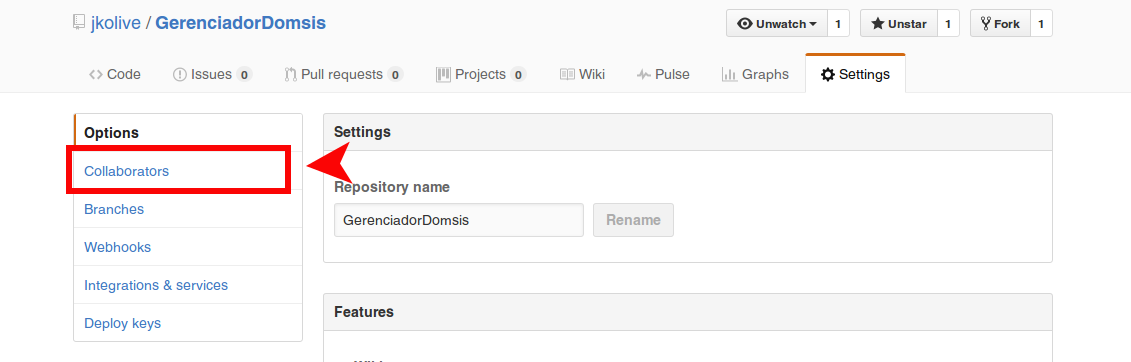 jkolive / GerenciadorDomsis
Unwatch 1 Unstar 1 Fork 1
Code Issues 0 Pull requests 0 Projects 0 Wiki Pulse Graphs Settings
Options
Collaborators
Branches
Webhooks
Integrations & services
Deploy keys
Settings
Repository name
GerenciadorDomsis Rename
Features